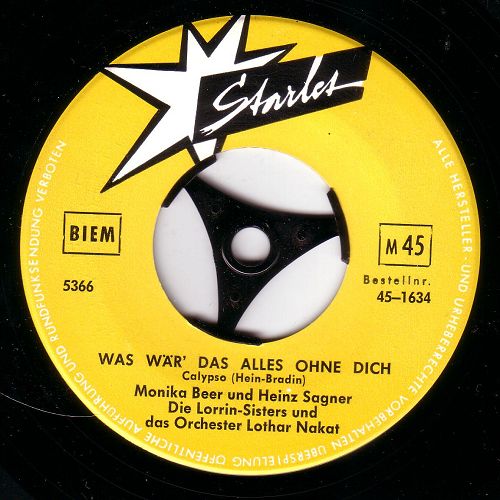 Starlet
BIEM
5366
M 45
Bestellnr.
45-1634
WAS WÄR' DAS ALLES OHNE DICH
Calypso (Hein-Bradin)
Monika Beer und Heinz Sagner
Die Lorrin-Sisters und
das Orchester Lothar Nakat
ALLE HERSTELLER- UND URHEBERRECHTE VORBEHALTEN ÜBERSPIELUNG ÖFFENTLICHE AUFFÜHRUNG UND RUNDFUNKSENDUNG VERBOTEN